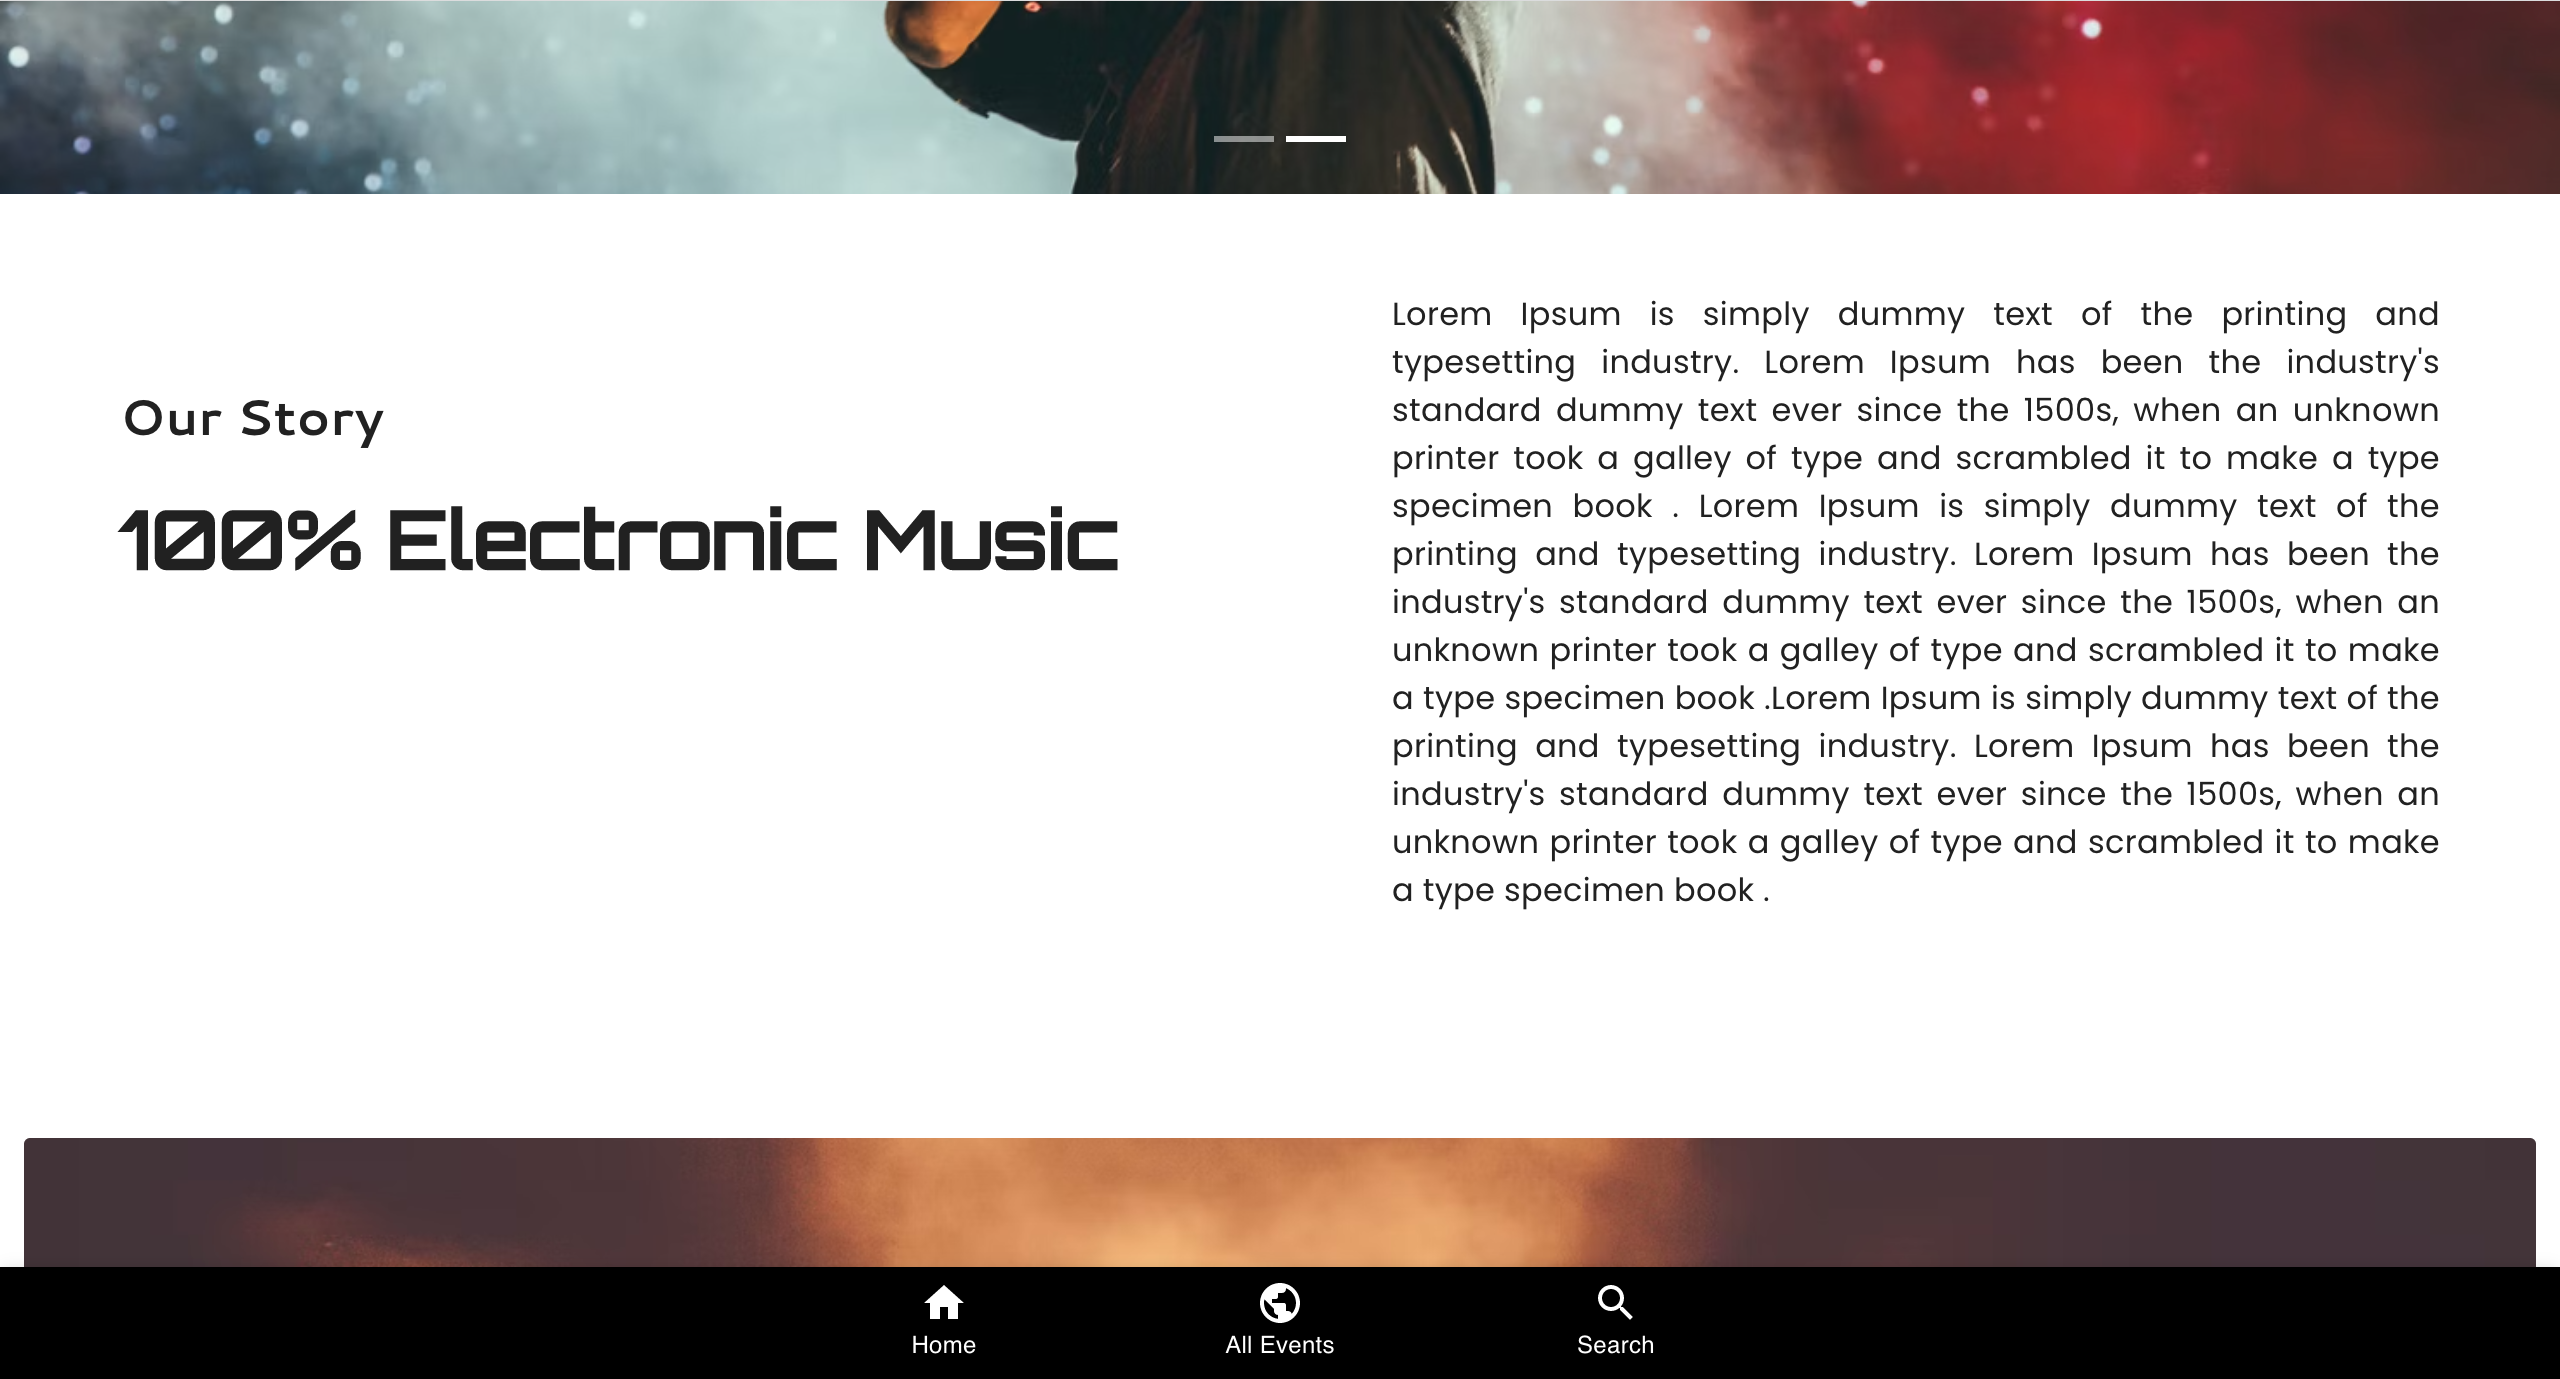 Our Story
100% Electronic Music
Lorem Ipsum is simply dummy text of the printing and
typesetting industry. Lorem Ipsum has been the industry's
standard dummy text ever since the 1500s, when an unknown
printer took a galley of type and scrambled it to make a type
specimen book . Lorem Ipsum is simply dummy text of the
printing and typesetting industry. Lorem Ipsum has been the
industry's standard dummy text ever since the 1500s, when an
unknown printer took a galley of type and scrambled it to make
a type specimen book .Lorem Ipsum is simply dummy text of the
printing and typesetting industry. Lorem Ipsum has been the
industry's standard dummy text ever since the 1500s, when an
unknown printer took a galley of type and scrambled it to make
a type specimen book .
Home
All Events
Search